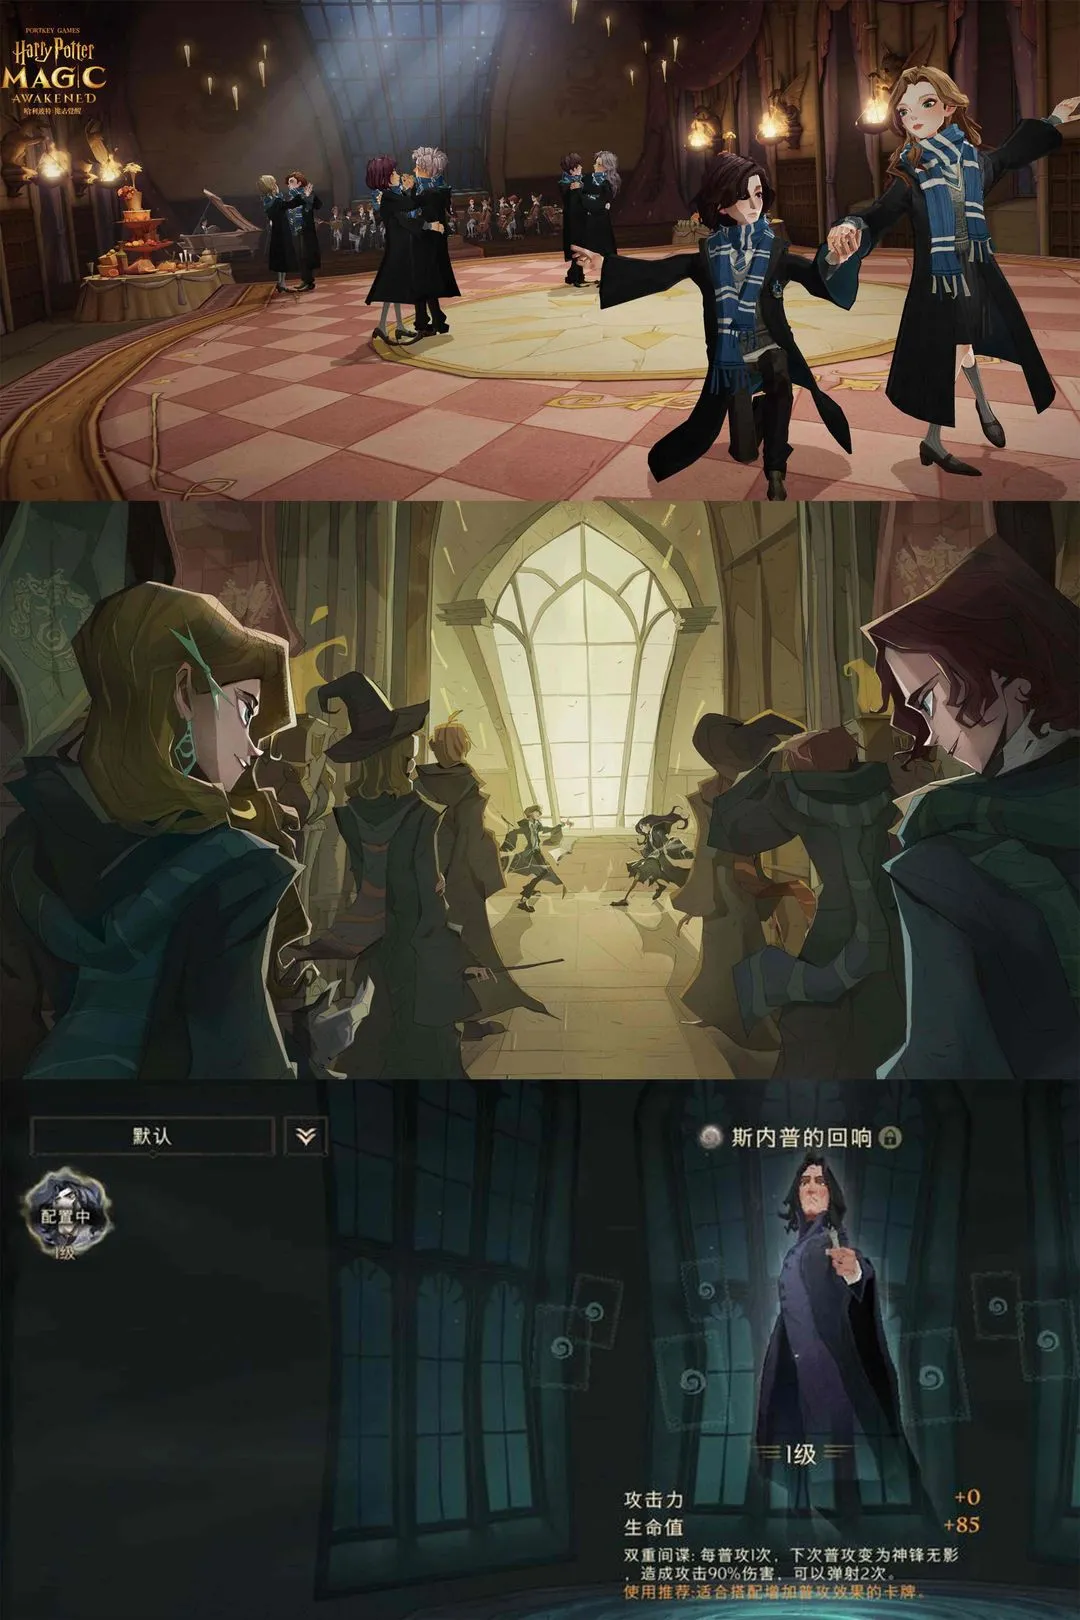 PORTKEY GAMES
Harry Potter
MAGIC
AWAKENED
哈利波特:魔法觉醒
默认
斯内普的回响
配置中
1级
1级
攻击力 +0
生命值 +85
双重间谍: 每普攻1次，下次普攻变为神锋无影
，造成攻击90%伤害，可以弹射2次。
使用推荐:适合搭配增加普攻效果的卡牌。